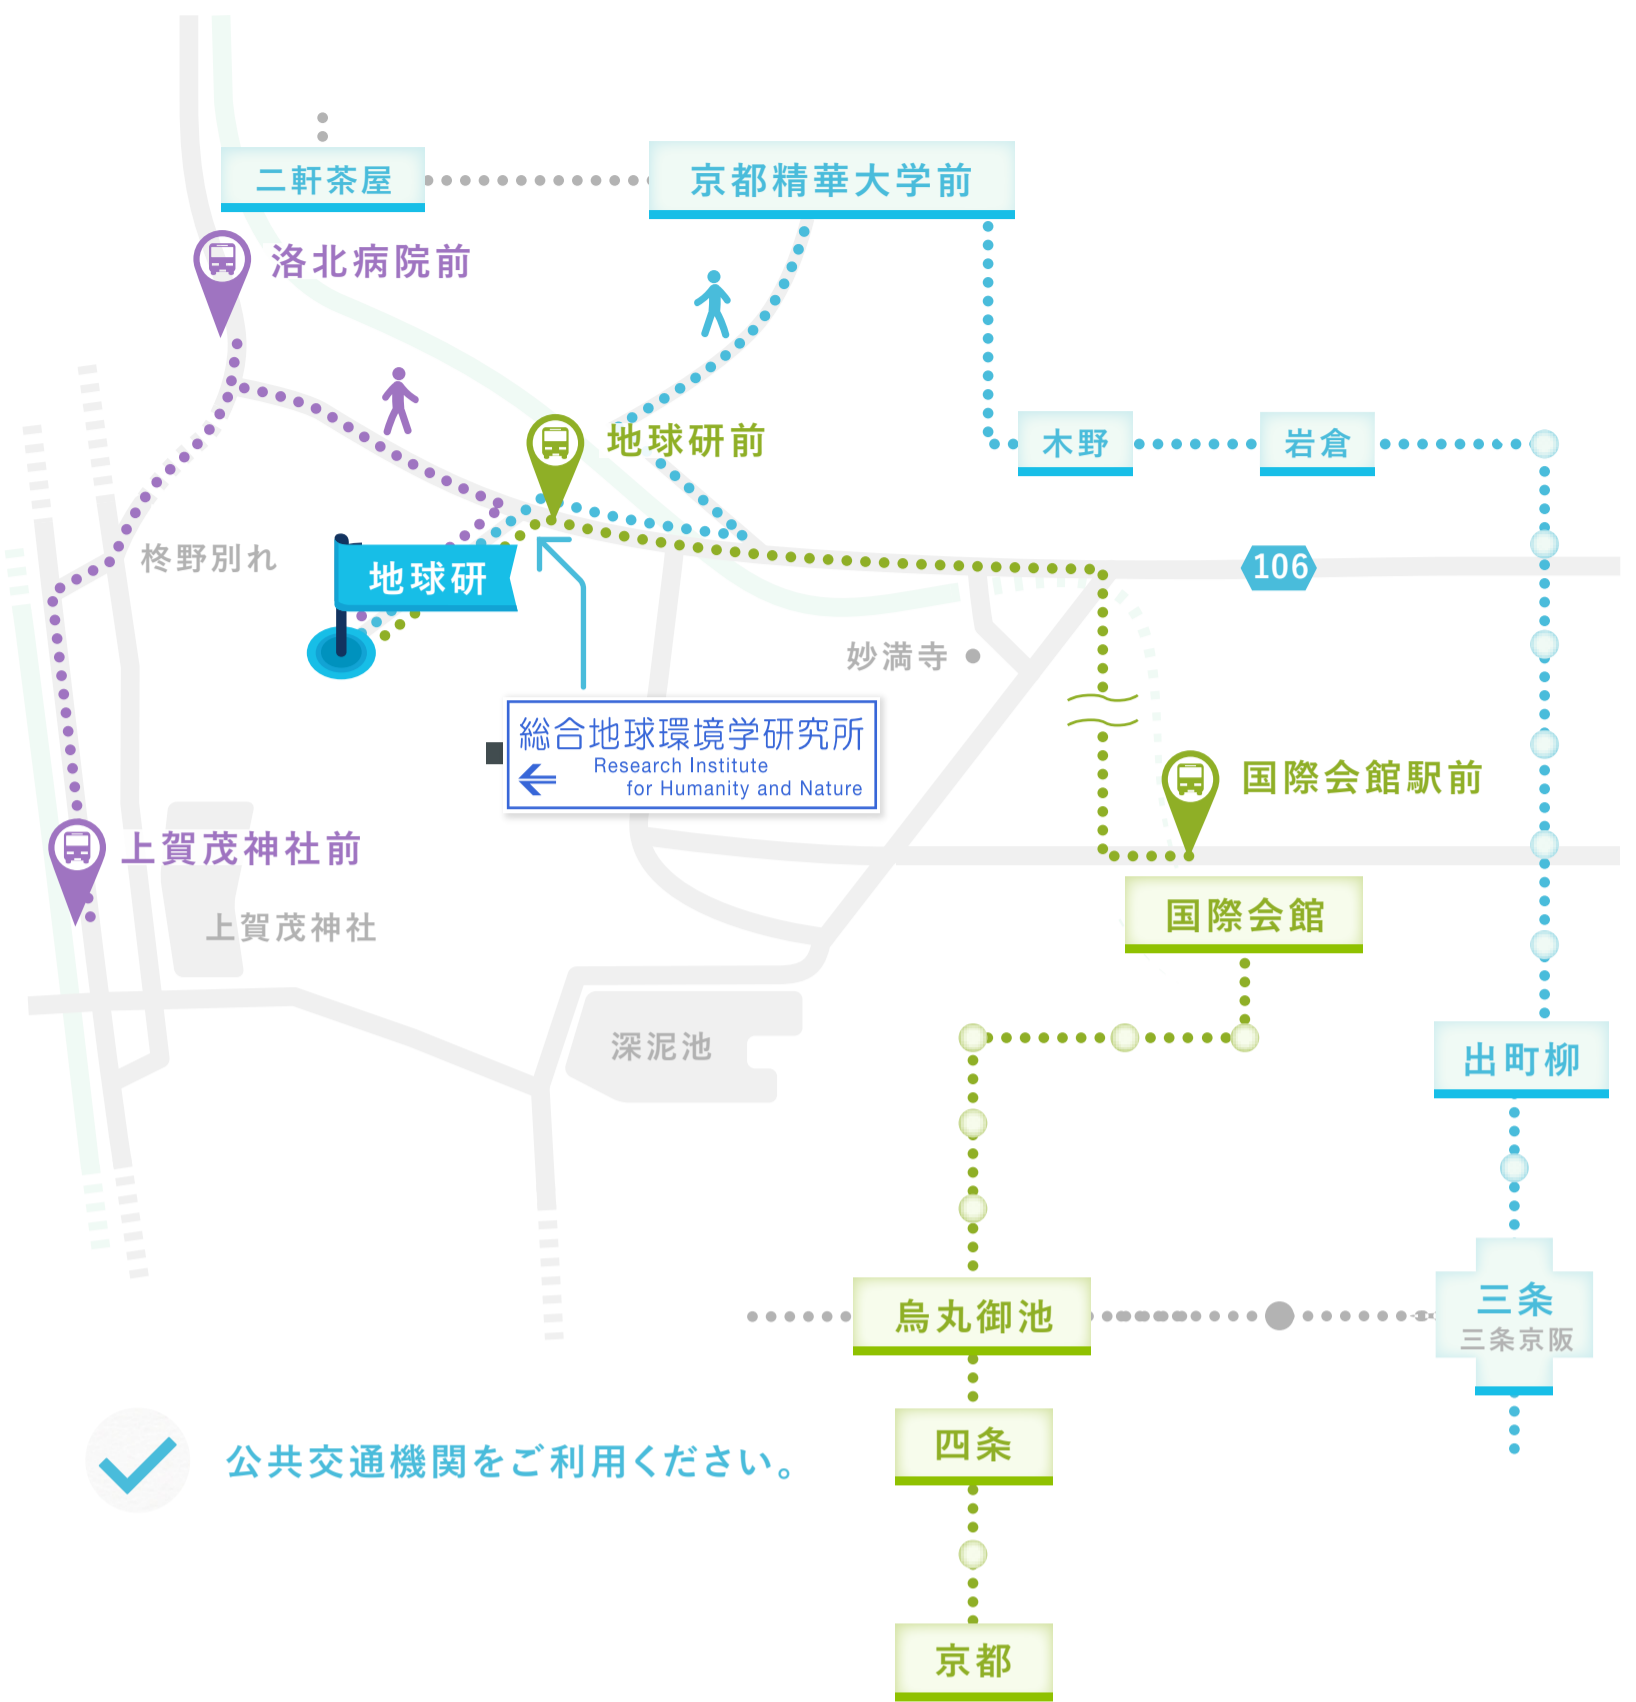 二軒茶屋
京都精華大学前
洛北病院前
地球研前
木野
岩倉
柊野別れ
地球研
106
妙満寺
総合地球環境学研究所
Research Institute
for Humanity and Nature
国際会館駅前
上賀茂神社前
上賀茂神社
国際会館
深泥池
出町柳
烏丸御池
三条
三条京阪
四条
公共交通機関をご利用ください。
京都